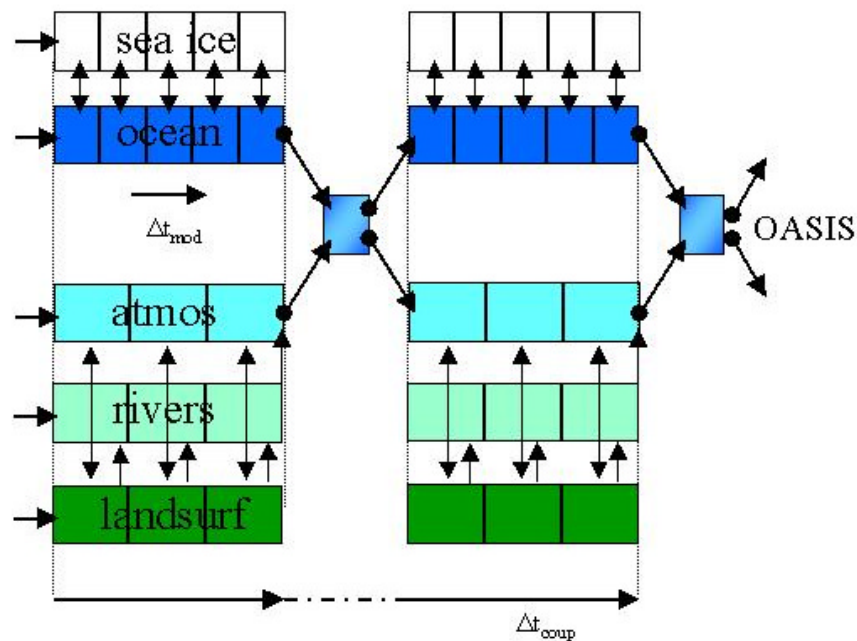 sea ice
ocean
Δt_mod
OASIS
atmos
rivers
landsurf
Δt_coup